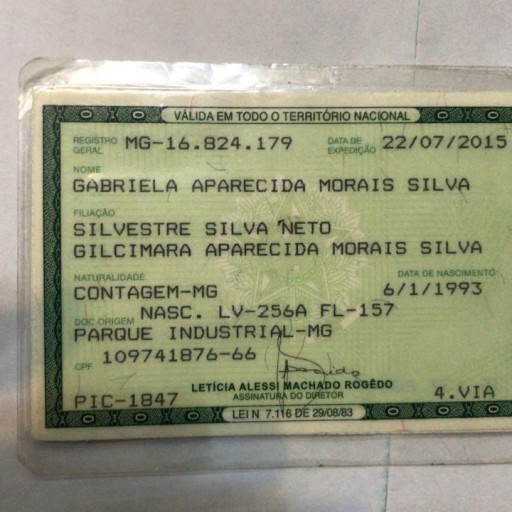 VÁLIDA EM TODO O TERRITÓRIO NACIONAL
REGISTRO GERAL MG-16.824.179 DATA DE EXPEDIÇÃO 22/07/2015
NOME
GABRIELA APARECIDA MORAIS SILVA
FILIAÇÃO
SILVESTRE SILVA NETO
GILCIMARA APARECIDA MORAIS SILVA
NATURALIDADE DATA DE NASCIMENTO
CONTAGEM-MG 6/1/1993
DOC.ORIGEM NASC. LV-256A FL-157
PARQUE INDUSTRIAL-MG
CPF 109741876-66
LETÍCIA ALESSI MACHADO ROGÊDO
PIC-1847 ASSINATURA DO DIRETOR 4.VIA
LEI N 7.116 DE 29/08/83